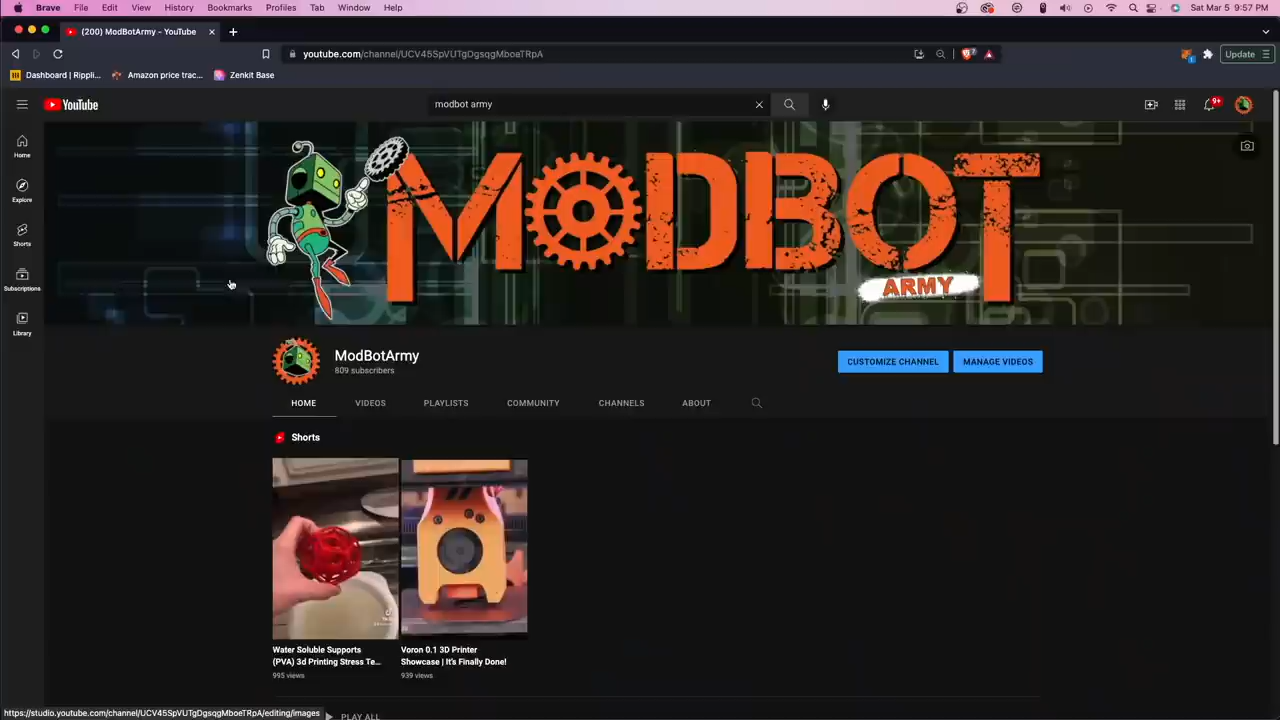 Brave File Edit View History Bookmarks Profiles Tab Window Help Sat Mar 5 9:57 PM
(200) ModBotArmy - YouTube
youtube.com/channel/UCV45SpVUTgDgsqgMboeTRpA
Update
Dashboard | Rippli... Amazon price trac... Zenkit Base
YouTube
modbot army
9+
Home
Explore
Shorts
Subscriptions
Library
MODBOT
ARMY
ModBotArmy
809 subscribers
CUSTOMIZE CHANNEL MANAGE VIDEOS
HOME VIDEOS PLAYLISTS COMMUNITY CHANNELS ABOUT
Shorts
Water Soluble Supports
(PVA) 3d Printing Stress Te...
995 views
Voron 0.1 3D Printer
Showcase | It's Finally Done!
939 views
https://studio.youtube.com/channel/UCV45SpVUTgDgsqgMboeTRpA/editing/images
PLAY ALL